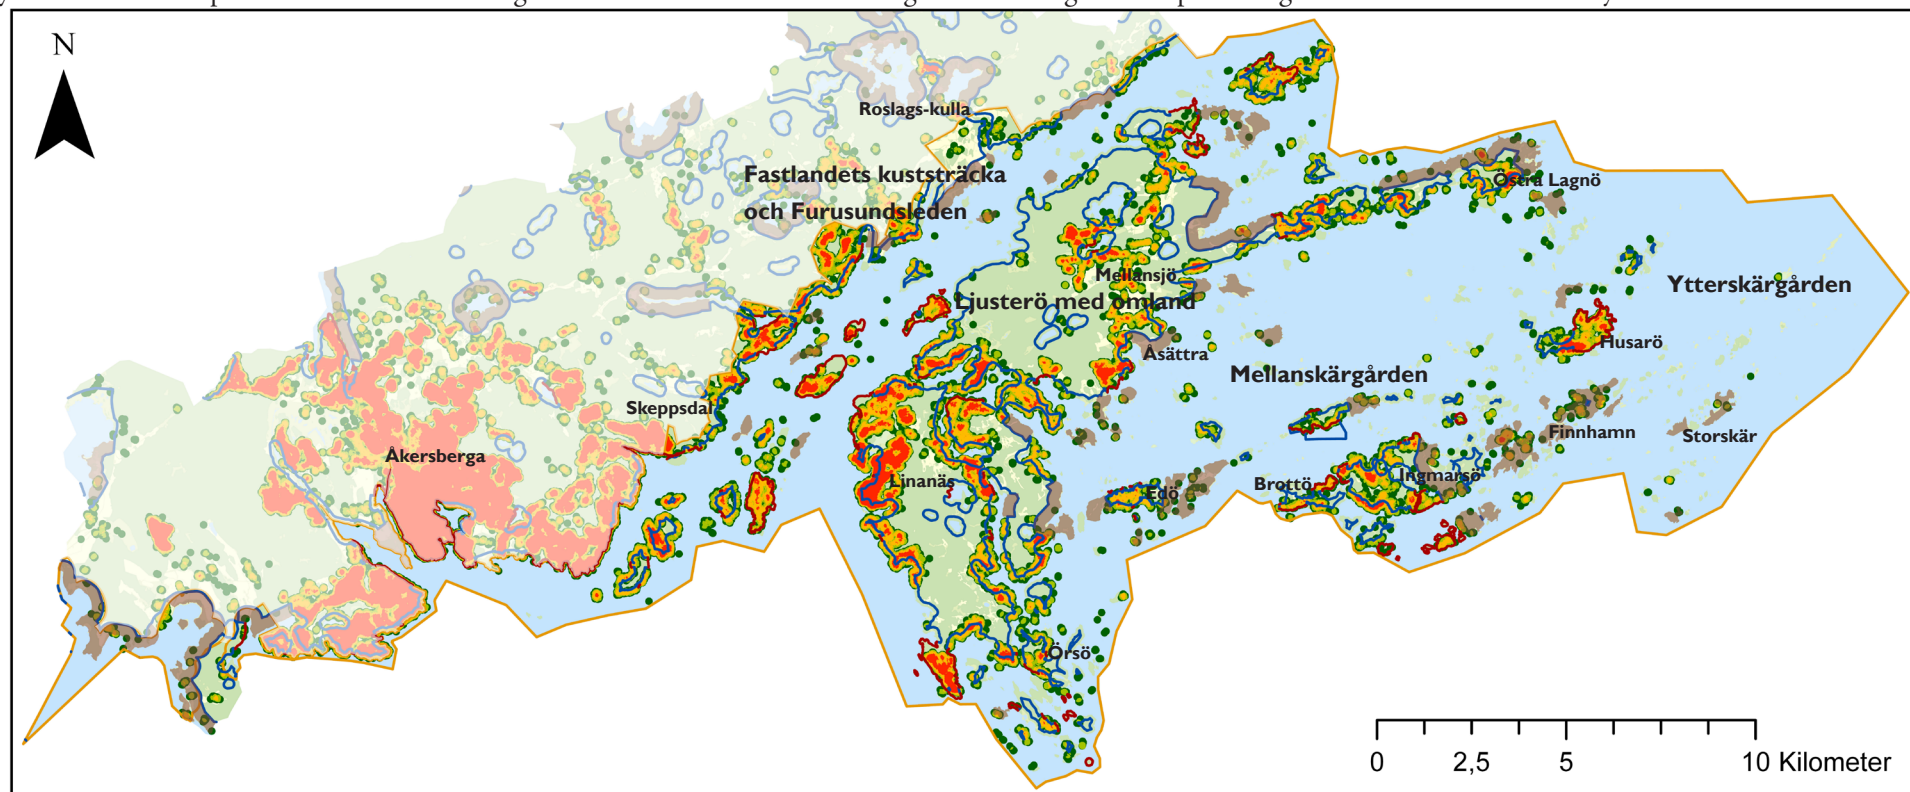 N
Roslags-kulla
Fastlandets kuststräcka
och Furusundsleden
Östra Lagnö
Mellansjö
Ljusterö med omland
Ytterskärgården
Husarö
Åsättra
Mellanskärgården
Skeppsdal
Finnhamn
Storskär
Åkersberga
Linanäs
Edö
Brottö
Ingmarsö
Örsö
0 2,5 5 10 Kilometer